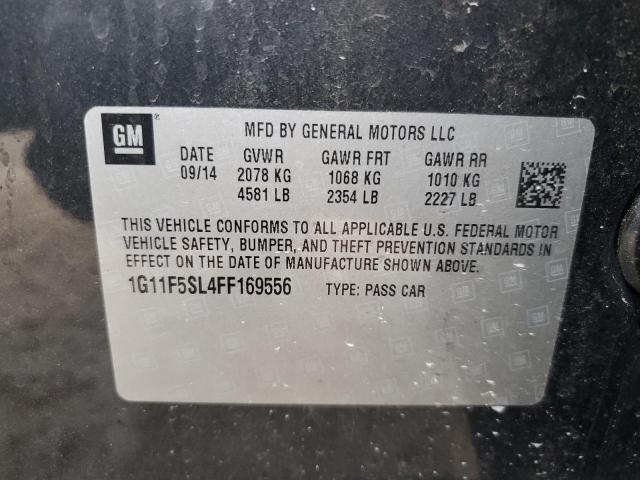 GM ® MFD BY GENERAL MOTORS LLC
DATE GVWR GAWR FRT GAWR RR
09/14 2078 KG 1068 KG 1010 KG
4581 LB 2354 LB 2227 LB
THIS VEHICLE CONFORMS TO ALL APPLICABLE U.S. FEDERAL MOTOR
VEHICLE SAFETY, BUMPER, AND THEFT PREVENTION STANDARDS IN
EFFECT ON THE DATE OF MANUFACTURE SHOWN ABOVE.
1G11F5SL4FF169556 TYPE: PASS CAR